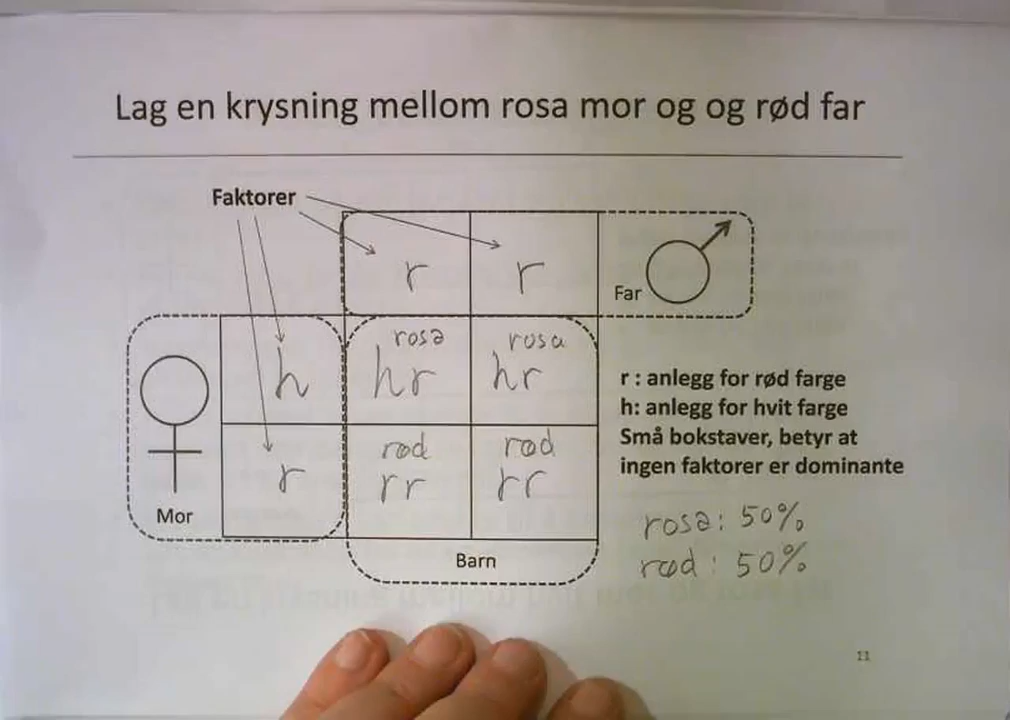 Lag en krysning mellom rosa mor og og rød far
Faktorer
r r
Far
rosa rosa
h hr hr
rød rød
r rr rr
Mor
Barn
r : anlegg for rød farge
h: anlegg for hvit farge
Små bokstaver, betyr at
ingen faktorer er dominante
rosa: 50%
rød: 50%
11